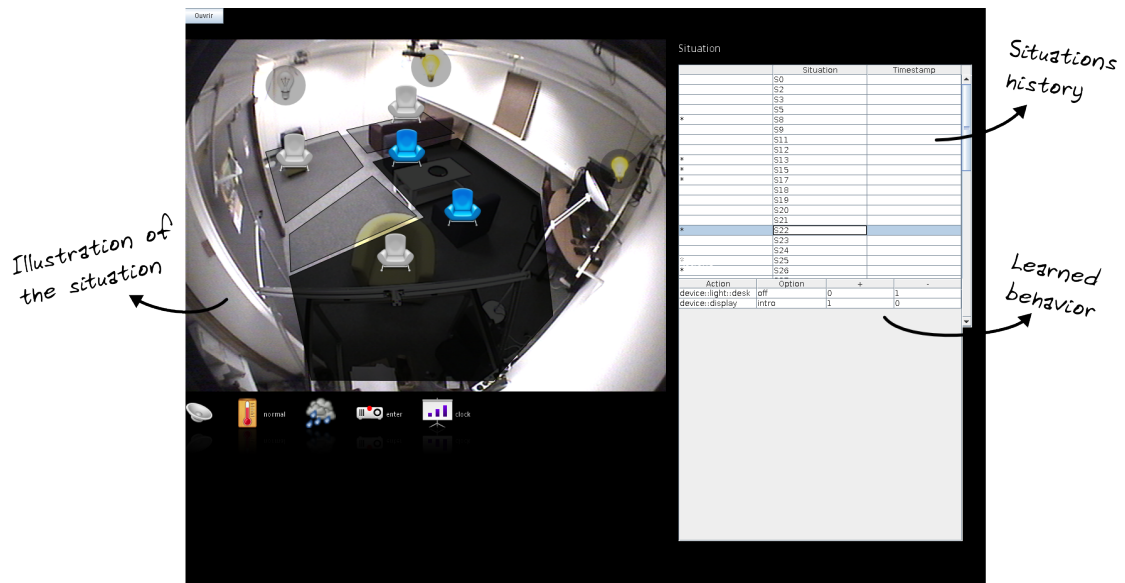 Ouvrir
Situation
Situation Timestamp
S0
S2
S3
S5
* S8
S9
S11
S12
* S13
* S15
* S17
S18
S19
S20
S21
* S22
S23
S24
S25
* S26
Action Option + -
device::light::desk off 0 1
device::display intro 1 0
normal
enter
clock
Illustration of
the situation
Situations
history
Learned
behavior